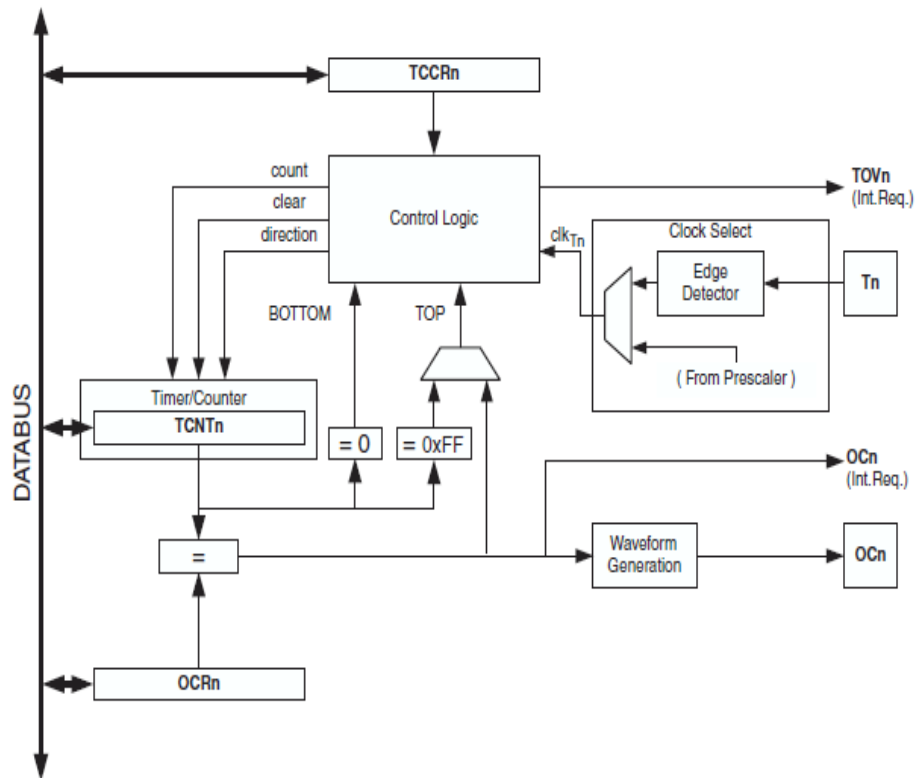 TCCRn
count
clear
direction
Control Logic
TOVn
(Int.Req.)
clkTn
Clock Select
Edge
Detector
Tn
( From Prescaler )
BOTTOM
TOP
Timer/Counter
TCNTn
= 0
= 0xFF
DATABUS
OCn
(Int.Req.)
=
Waveform
Generation
OCn
OCRn